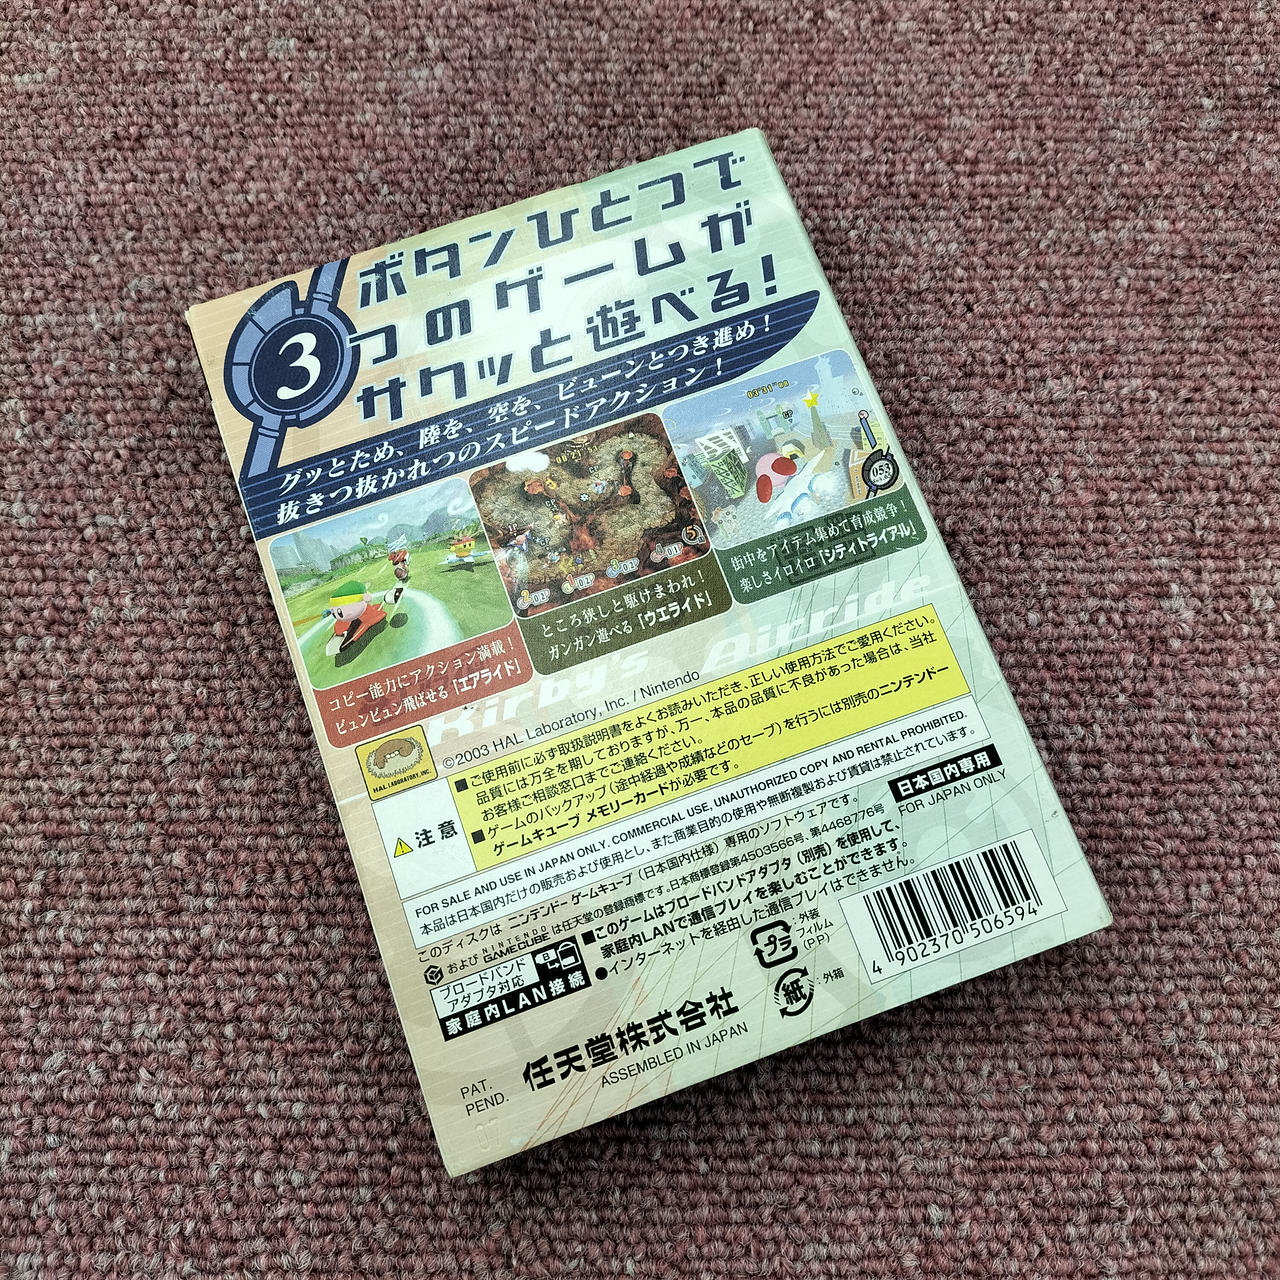 ボタンひとつで
3つのゲームが
サクッと遊べる!
グッとため、陸を、空を、ビューンとつき進め!
抜きつ抜かれつのスピードアクション!
コピー能力にアクション満載!
ビュンビュン飛ばせる「エアライド」
ところ狭しと駆けまわれ!
ガンガン遊べる「ウエライド」
03'31"00
053
街中をアイテム集めて育成競争!
楽しさイロイロ「シティトライアル」
Kirby's Airride
HAL LABORATORY, INC.
©2003 HAL Laboratory, Inc. / Nintendo
注意
■ご使用前に必ず取扱説明書をよくお読みいただき、正しい使用方法でご愛用ください。
品質には万全を期しておりますが、万一、本品の品質に不良があった場合は、当社
お客様ご相談窓口までご連絡ください。
■ゲームのバックアップ(途中経過や成績などのセーブ)を行うには別売のニンテンドー
ゲームキューブ メモリーカードが必要です。
FOR SALE AND USE IN JAPAN ONLY. COMMERCIAL USE, UNAUTHORIZED COPY AND RENTAL PROHIBITED.
本品は日本国内だけの販売および使用とし、また商業目的の使用や無断複製および賃貸は禁止されています。
このディスクは ニンテンドーゲームキューブ(日本国内仕様)専用のソフトウェアです。
および NINTENDO GAMECUBE は任天堂の登録商標です。日本商標登録第4503566号、第4468776号
日本国内専用
FOR JAPAN ONLY
ブロードバンド
アダプタ対応
家庭内LAN接続
■このゲームはブロードバンドアダプタ(別売)を使用して、
家庭内LANで通信プレイを楽しむことができます。
●インターネットを経由した通信プレイはできません。
プラ
:外装
フィルム
(PP)
紙
:外箱
4 902370 506594
任天堂株式会社
ASSEMBLED IN JAPAN
PAT.
PEND.